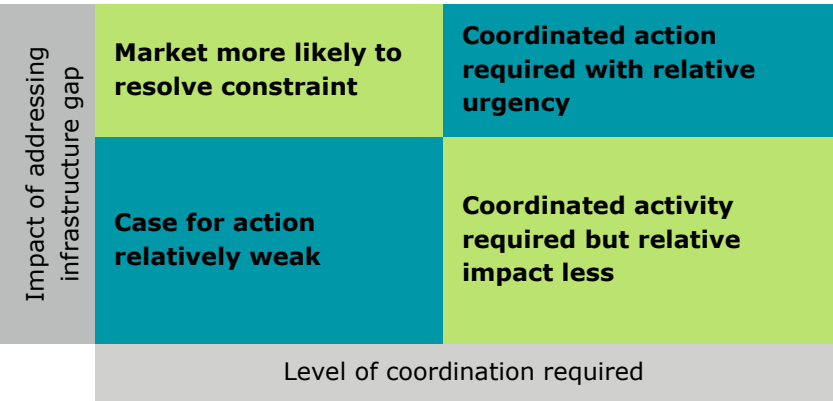 Impact of addressing
infrastructure gap
Market more likely to
resolve constraint
Coordinated action
required with relative
urgency
Case for action
relatively weak
Coordinated activity
required but relative
impact less
Level of coordination required